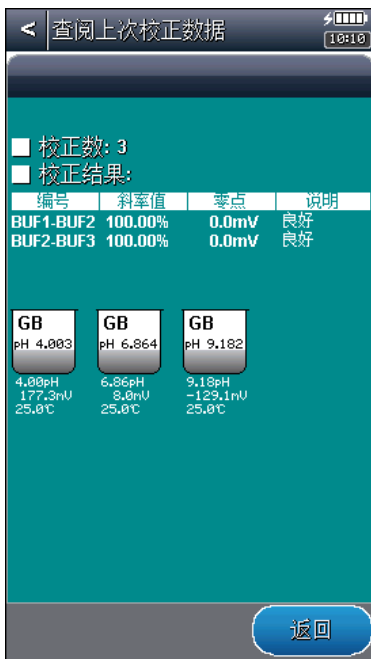 < 查阅上次校正数据
10:10
校正数: 3
校正结果:
编号 斜率值 零点 说明
BUF1-BUF2 100.00% 0.0mV 良好
BUF2-BUF3 100.00% 0.0mV 良好
GB GB GB
pH 4.003 pH 6.864 pH 9.182
4.00pH 6.86pH 9.18pH
177.3mV 8.0mV -129.1mV
25.0℃ 25.0℃ 25.0℃
返回